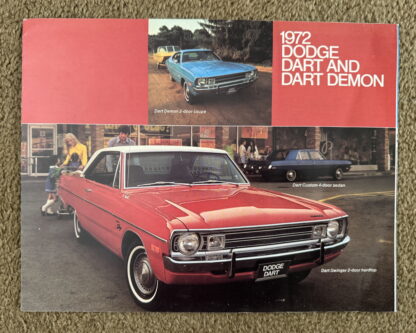 1972
DODGE
DART AND
DART DEMON
Dart Demon 2-door coupe
Dart Custom 4-door sedan
Dart Swinger 2-door hardtop
DODGE
DART